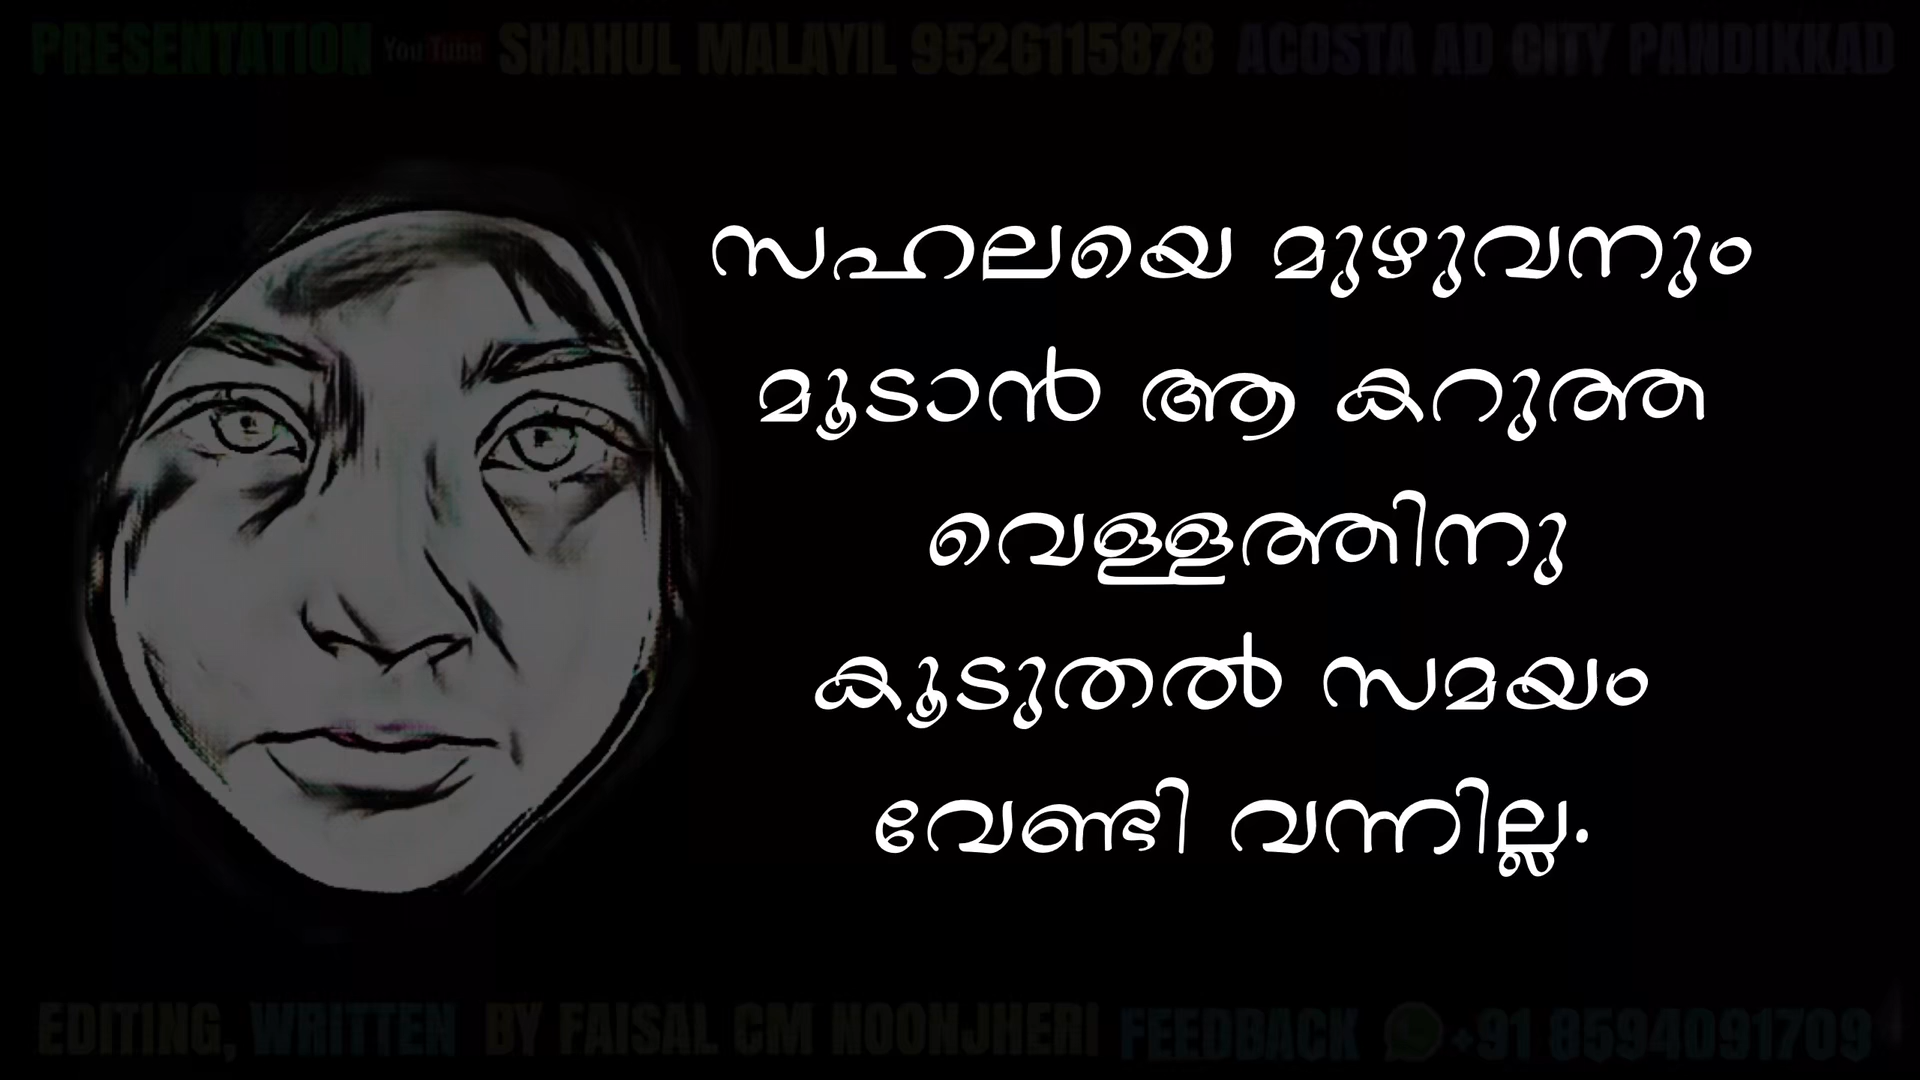 PRESENTATION YouTube SHAHUL MALAYIL 9526115878 ACOSTA AD CITY PANDIKKAD
സഹലയെ മുഴുവനും
മൂടാൻ ആ കറുത്ത
വെള്ളത്തിനു
കൂടുതൽ സമയം
വേണ്ടി വന്നില്ല.
EDITING, WRITTEN BY FAISAL CM NOONJHERI FEEDBACK +91 8594091709